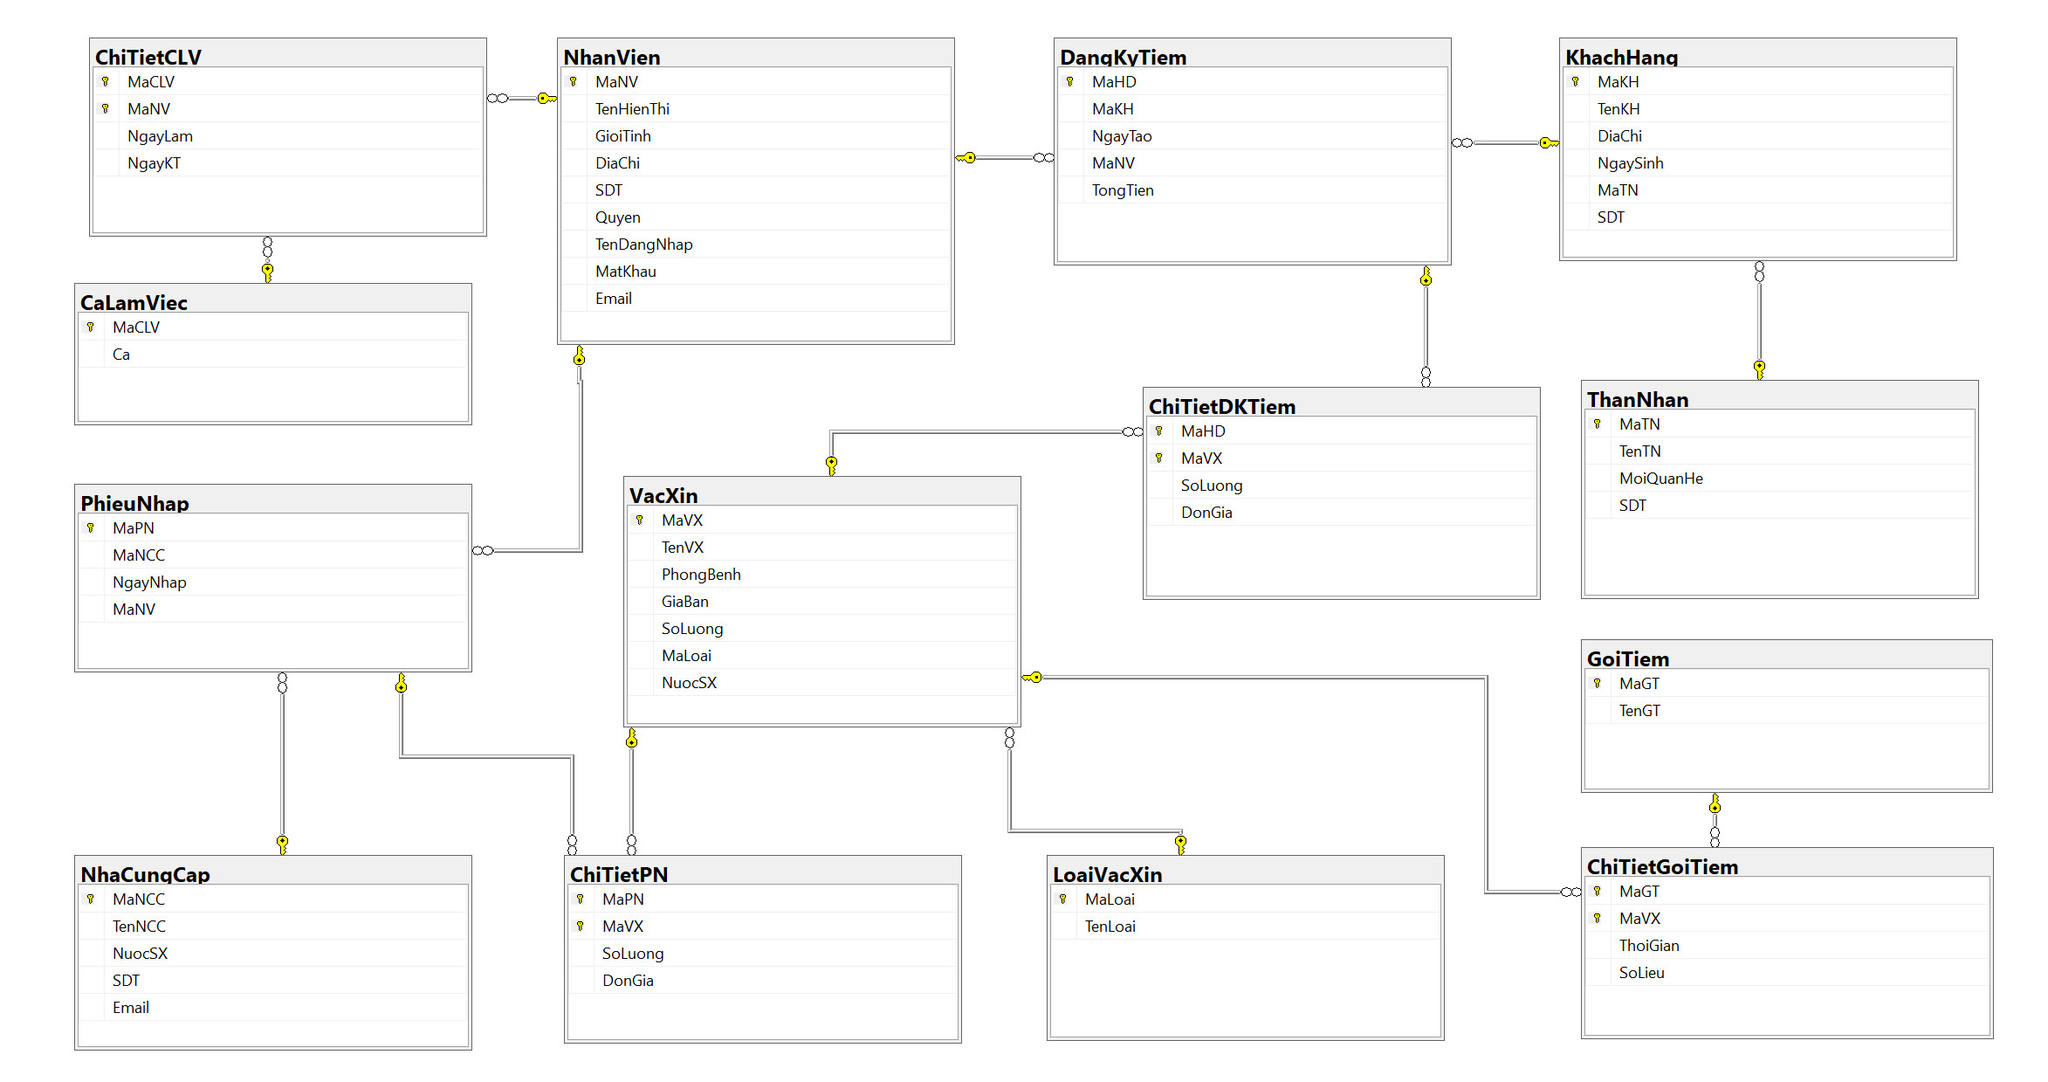 ChiTietCLV
MaCLV
MaNV
NgayLam
NgayKT
NhanVien
MaNV
TenHienThi
GioiTinh
DiaChi
SDT
Quyen
TenDangNhap
MatKhau
Email
DangKyTiem
MaHD
MaKH
NgayTao
MaNV
TongTien
KhachHang
MaKH
TenKH
DiaChi
NgaySinh
MaTN
SDT
CaLamViec
MaCLV
Ca
ChiTietDKTiem
MaHD
MaVX
SoLuong
DonGia
ThanNhan
MaTN
TenTN
MoiQuanHe
SDT
PhieuNhap
MaPN
MaNCC
NgayNhap
MaNV
VacXin
MaVX
TenVX
PhongBenh
GiaBan
SoLuong
MaLoai
NuocSX
GoiTiem
MaGT
TenGT
NhaCungCap
MaNCC
TenNCC
NuocSX
SDT
Email
ChiTietPN
MaPN
MaVX
SoLuong
DonGia
LoaiVacXin
MaLoai
TenLoai
ChiTietGoiTiem
MaGT
MaVX
ThoiGian
SoLieu